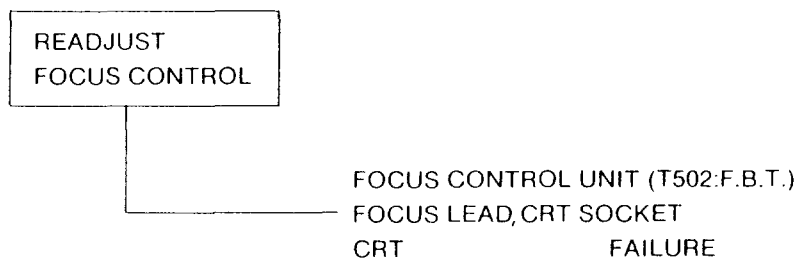 READJUST
FOCUS CONTROL
FOCUS CONTROL UNIT (T502:F.B.T.)
FOCUS LEAD, CRT SOCKET
CRT FAILURE